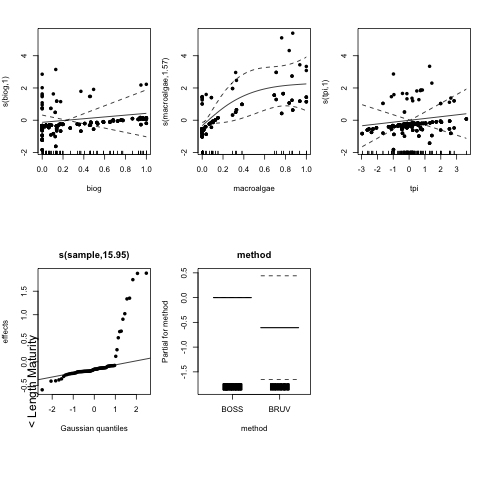 s(biog,1)
-2 0 2 4
0.0 0.2 0.4 0.6 0.8 1.0
biog
s(macroalgae,1.57)
-2 0 2 4
0.0 0.2 0.4 0.6 0.8 1.0
macroalgae
s(tpi,1)
-2 0 2 4
-3 -2 -1 0 1 2 3
tpi
s(sample,15.95)
effects
-0.5 0.0 0.5 1.0 1.5
-2 -1 0 1 2
Gaussian quantiles
< Length Maturity
method
Partial for method
-1.5 -0.5 0.0 0.5
BOSS BRUV
method